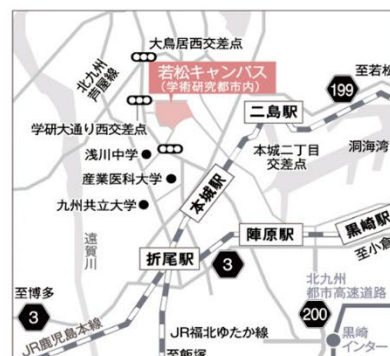 大鳥居西交差点
北九州
芦屋線
若松キャンパス
(学術研究都市内)
至若松
199
二島駅
学研大通り西交差点
洞海湾
浅川中学
本城二丁目
交差点
産業医科大学
本城駅
九州共立大学
黒崎駅
陣原駅
遠賀川
折尾駅
至小倉
3
北九州
都市高速道路
至博多
3
200
JR鹿児島本線
JR福北ゆたか線
黒崎
インター
至飯塚